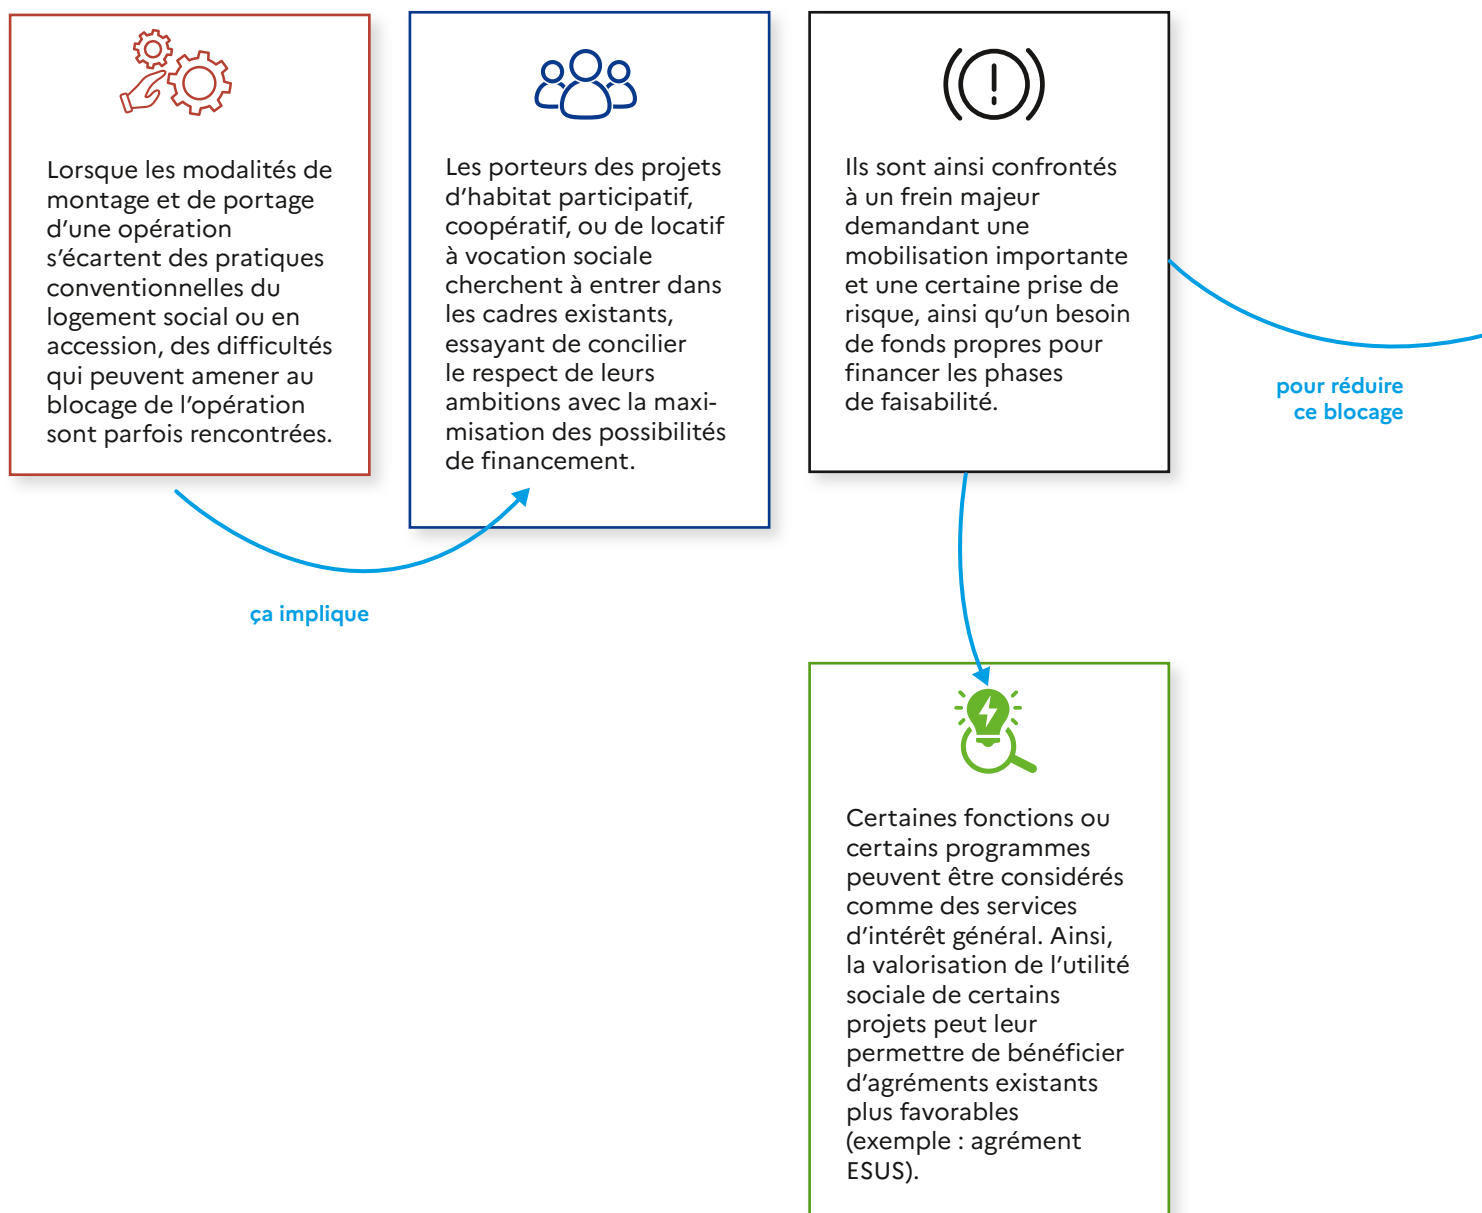 Lorsque les modalités de
montage et de portage
d’une opération
s’écartent des pratiques
conventionnelles du
logement social ou en
accession, des difficultés
qui peuvent amener au
blocage de l’opération
sont parfois rencontrées.
ça implique
Les porteurs des projets
d’habitat participatif,
coopératif, ou de locatif
à vocation sociale
cherchent à entrer dans
les cadres existants,
essayant de concilier
le respect de leurs
ambitions avec la maxi-
misation des possibilités
de financement.
Ils sont ainsi confrontés
à un frein majeur
demandant une
mobilisation importante
et une certaine prise de
risque, ainsi qu’un besoin
de fonds propres pour
financer les phases
de faisabilité.
pour réduire
ce blocage
Certaines fonctions ou
certains programmes
peuvent être considérés
comme des services
d’intérêt général. Ainsi,
la valorisation de l’utilité
sociale de certains
projets peut leur
permettre de bénéficier
d’agréments existants
plus favorables
(exemple : agrément
ESUS).